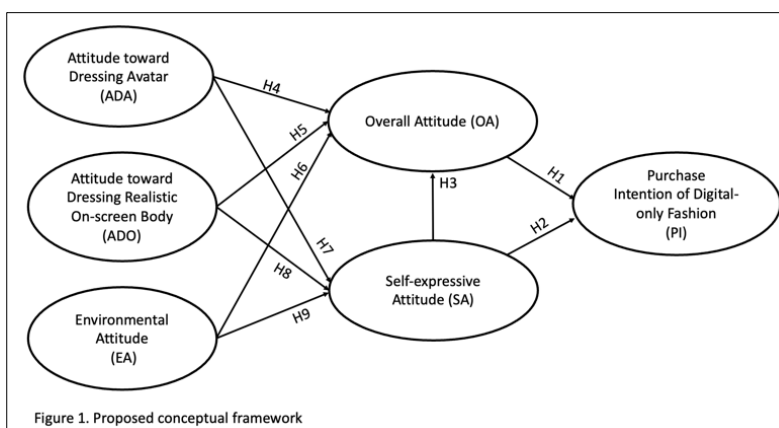 Attitude toward
Dressing Avatar
(ADA)
H4
Overall Attitude (OA)
H5
H6
H1
Attitude toward
Dressing Realistic
On-screen Body
(ADO)
H3
Purchase
Intention of Digital-
only Fashion
(PI)
H2
H7
H8
Self-expressive
Attitude (SA)
H9
Environmental
Attitude
(EA)
Figure 1. Proposed conceptual framework